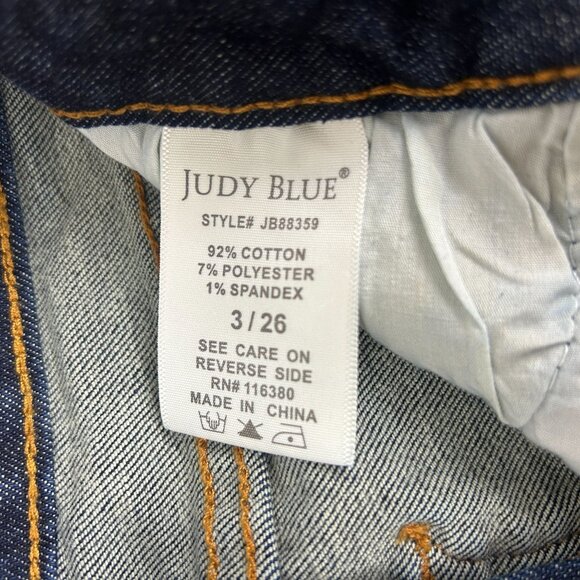 JUDY BLUE®
STYLE# JB88359
92% COTTON
7% POLYESTER
1% SPANDEX
3 / 26
SEE CARE ON
REVERSE SIDE
RN# 116380
MADE IN CHINA